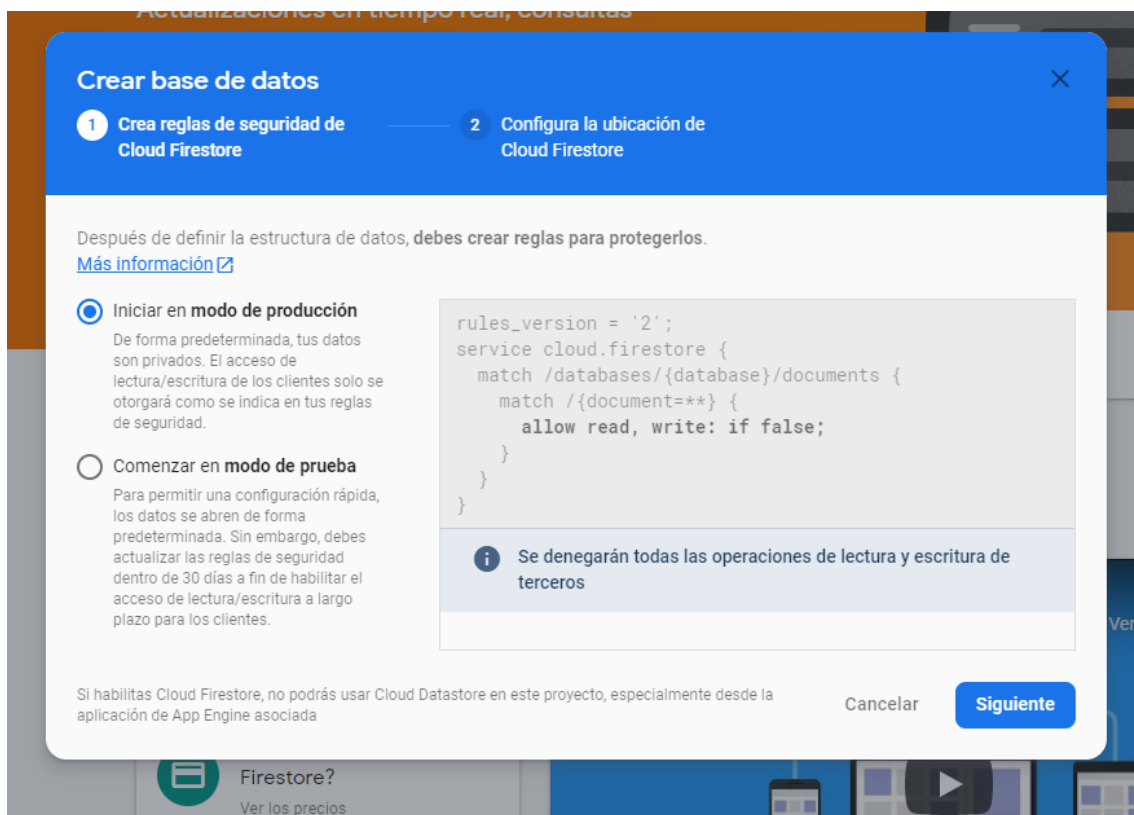 Actualizaciones en tiempo real, consultas
Crear base de datos
1 Crea reglas de seguridad de
Cloud Firestore
2 Configura la ubicación de
Cloud Firestore
Después de definir la estructura de datos, debes crear reglas para protegerlos.
Más información
Iniciar en modo de producción
De forma predeterminada, tus datos
son privados. El acceso de
lectura/escritura de los clientes solo se
otorgará como se indica en tus reglas
de seguridad.
Comenzar en modo de prueba
Para permitir una configuración rápida,
los datos se abren de forma
predeterminada. Sin embargo, debes
actualizar las reglas de seguridad
dentro de 30 días a fin de habilitar el
acceso de lectura/escritura a largo
plazo para los clientes.
rules_version = '2';
service cloud.firestore {
match /databases/{database}/documents {
match /{document=**} {
allow read, write: if false;
}
}
}
Se denegarán todas las operaciones de lectura y escritura de
terceros
Si habilitas Cloud Firestore, no podrás usar Cloud Datastore en este proyecto, especialmente desde la
aplicación de App Engine asociada
Cancelar
Siguiente
Ver
Firestore?
Ver los precios